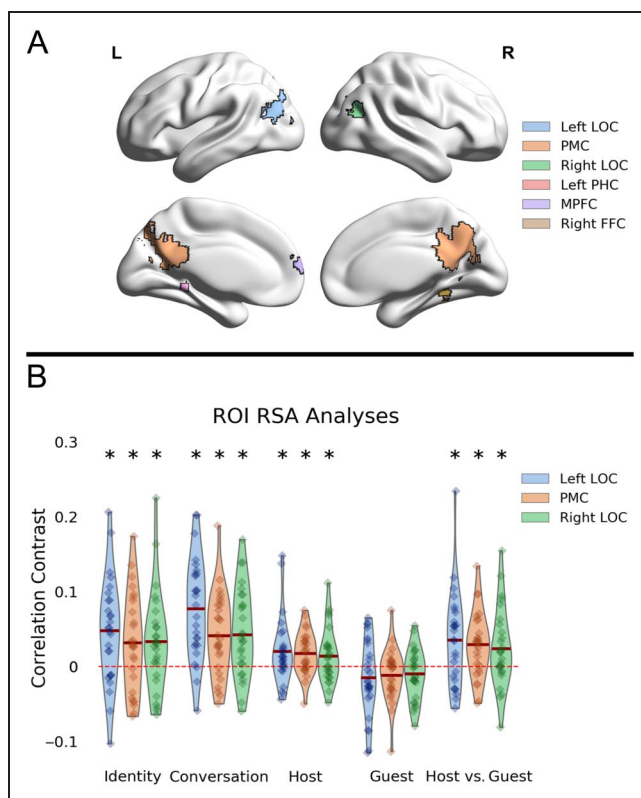 A
L
R
Left LOC
PMC
Right LOC
Left PHC
MPFC
Right FFC
B
ROI RSA Analyses
Correlation Contrast
0.3
0.2
0.1
0
−0.1
* * * * * * * * * * * *
Left LOC
PMC
Right LOC
Identity Conversation Host Guest Host vs. Guest